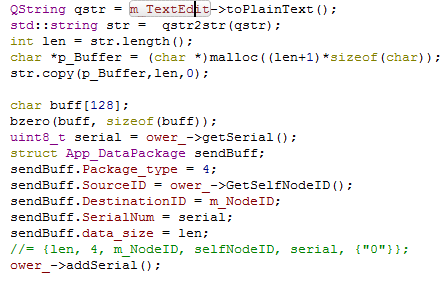 QString qstr = m_TextEdit->toPlainText();
std::string str =  qstr2str(qstr);
int len = str.length();
char *p_Buffer = (char *)malloc((len+1)*sizeof(char));
str.copy(p_Buffer,len,0);
char buff[128];
bzero(buff, sizeof(buff));
uint8_t serial = ower_->getSerial();
struct App_DataPackage sendBuff;
sendBuff.Package_type = 4;
sendBuff.SourceID = ower_->GetSelfNodeID();
sendBuff.DestinationID = m_NodeID;
sendBuff.SerialNum = serial;
sendBuff.data_size = len;
//= {len, 4, m_NodeID, selfNodeID, serial, {"0"}};
ower_->addSerial();